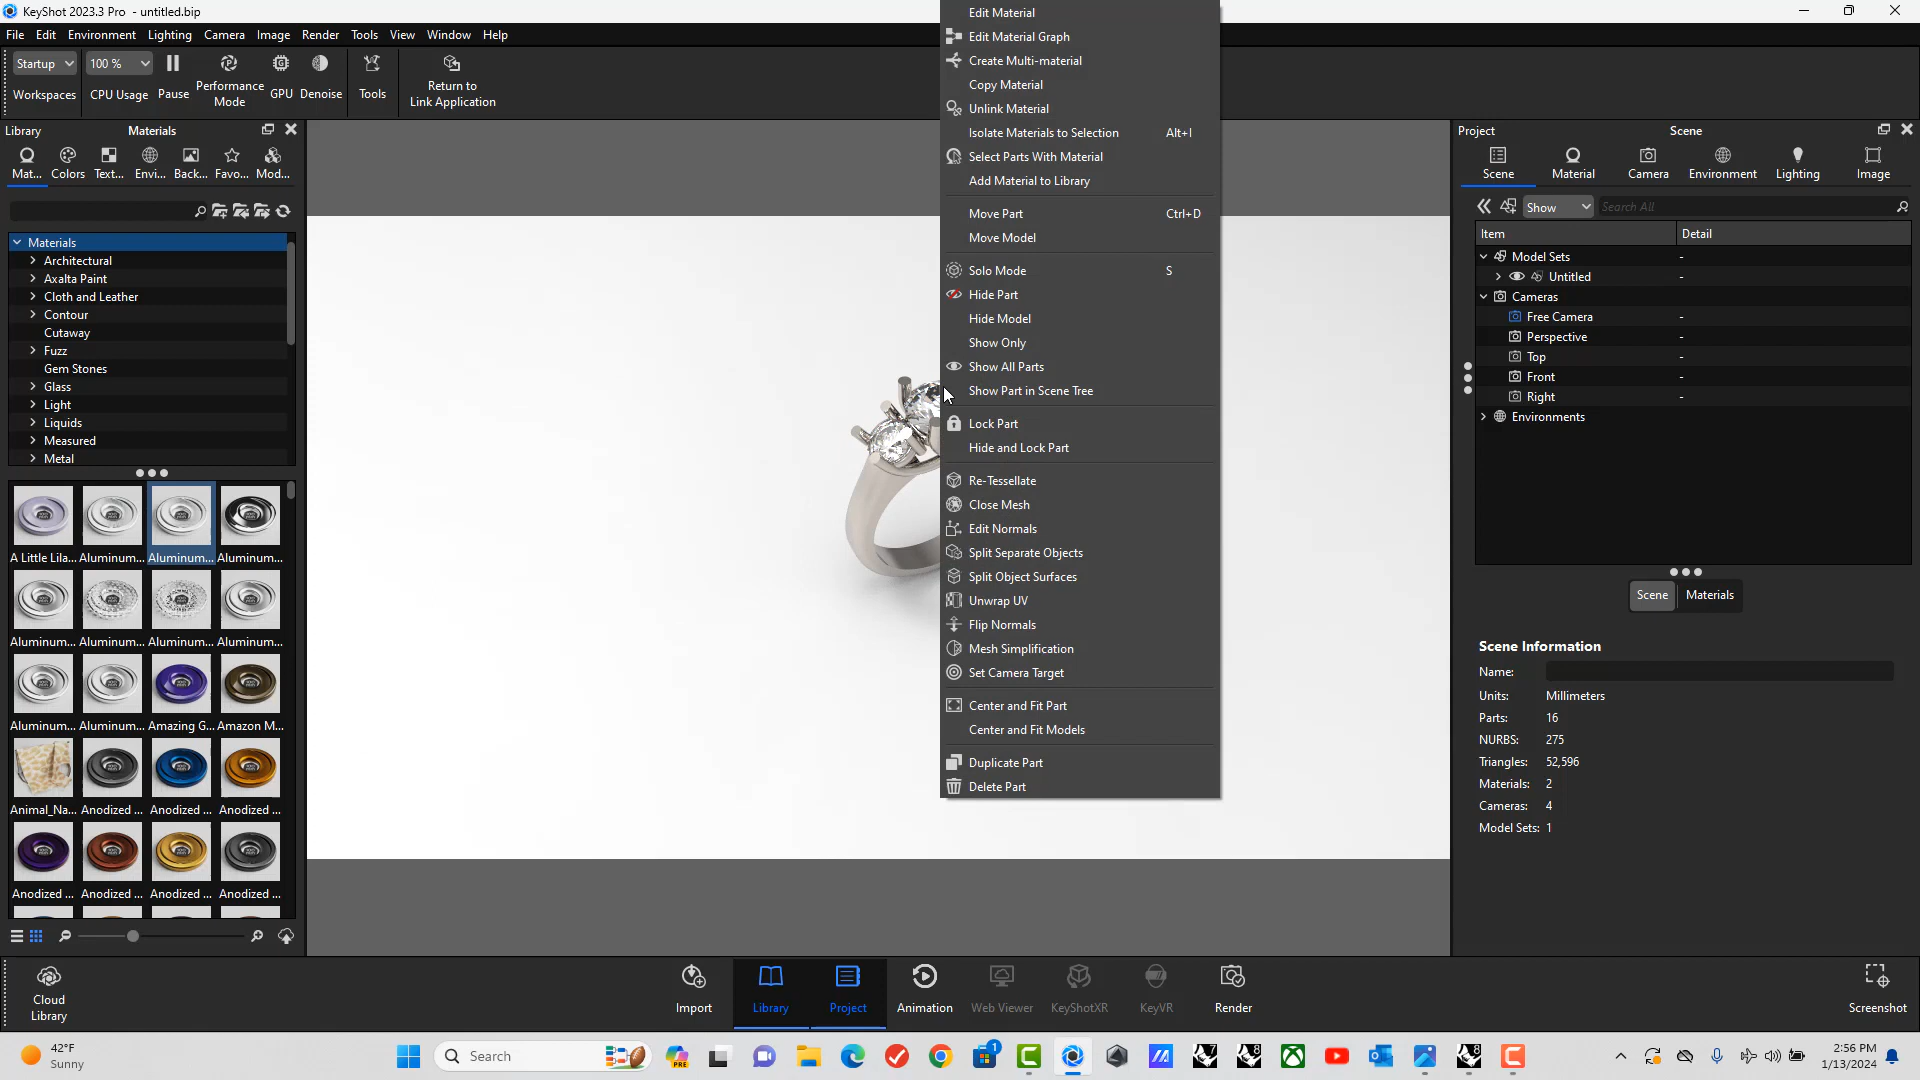 KeyShot 2023.3 Pro - untitled.bip
File Edit Environment Lighting Camera Image Render Tools View Window Help
Startup 100 %
Workspaces CPU Usage Pause Performance Mode GPU Denoise Tools Return to Link Application
Library Materials
Mat... Colors Text... Envi... Back... Favo... Mod...
Materials
Architectural
Axalta Paint
Cloth and Leather
Contour
Cutaway
Fuzz
Gem Stones
Glass
Light
Liquids
Measured
Metal
A Little Lila... Aluminum... Aluminum... Aluminum...
Aluminum... Aluminum... Aluminum... Aluminum...
Aluminum... Aluminum... Amazing G... Amazon M...
Animal_Na... Anodized ... Anodized ... Anodized ...
Anodized ... Anodized ... Anodized ... Anodized ...
Edit Material
Edit Material Graph
Create Multi-material
Copy Material
Unlink Material
Isolate Materials to Selection Alt+I
Select Parts With Material
Add Material to Library
Move Part Ctrl+D
Move Model
Solo Mode S
Hide Part
Hide Model
Show Only
Show All Parts
Show Part in Scene Tree
Lock Part
Hide and Lock Part
Re-Tessellate
Close Mesh
Edit Normals
Split Separate Objects
Split Object Surfaces
Unwrap UV
Flip Normals
Mesh Simplification
Set Camera Target
Center and Fit Part
Center and Fit Models
Duplicate Part
Delete Part
Project Scene
Scene Material Camera Environment Lighting Image
Show Search All
Item Detail
Model Sets -
Untitled -
Cameras
Free Camera -
Perspective -
Top -
Front -
Right -
Environments
Scene Materials
Scene Information
Name:
Units: Millimeters
Parts: 16
NURBS: 275
Triangles: 52,596
Materials: 2
Cameras: 4
Model Sets: 1
Cloud Library
Import Library Project Animation Web Viewer KeyShotXR KeyVR Render
Screenshot
42°F
Sunny
Search
PRE
1
7
8
8
2:56 PM
1/13/2024